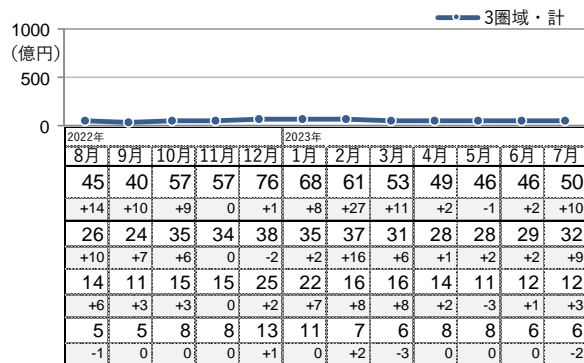 3圏域・計
1000
（億円）
500
0
2022年 2023年
8月 9月 10月 11月 12月 1月 2月 3月 4月 5月 6月 7月
45 40 57 57 76 68 61 53 49 46 46 50
+14 +10 +9 0 +1 +8 +27 +11 +2 -1 +2 +10
26 24 35 34 38 35 37 31 28 28 29 32
+10 +7 +6 0 -2 +2 +16 +6 +1 +2 +2 +9
14 11 15 15 25 22 16 16 14 11 12 12
+6 +3 +3 0 +2 +7 +8 +8 +2 -3 +1 +3
5 5 8 8 13 11 7 6 8 8 6 6
-1 0 0 0 +1 0 +2 -3 0 0 0 -2